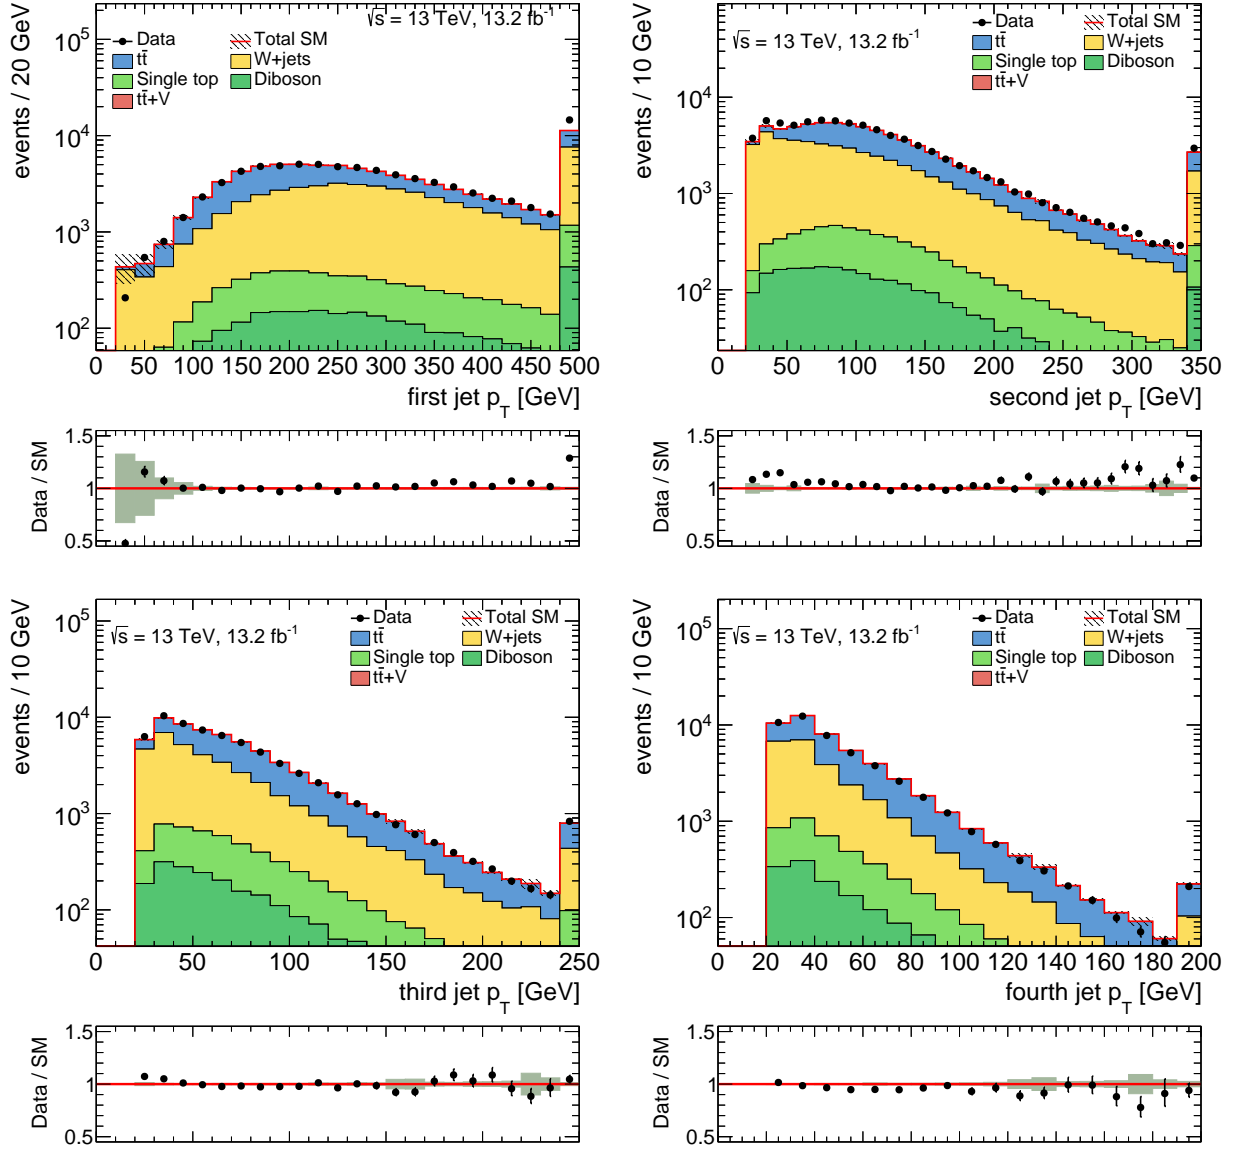 √s = 13 TeV, 13.2 fb⁻¹
events / 20 GeV
10⁵
10⁴
10³
10²
Data
Total SM
tt̄
W+jets
Single top
Diboson
tt̄+V
0 50 100 150 200 250 300 350 400 450 500
first jet p_T [GeV]
Data / SM
1.5
1
0.5
events / 10 GeV
10⁴
10³
10²
√s = 13 TeV, 13.2 fb⁻¹
Data
Total SM
tt̄
W+jets
Single top
Diboson
tt̄+V
0 50 100 150 200 250 300 350
second jet p_T [GeV]
Data / SM
1.5
1
0.5
events / 10 GeV
10⁵
10⁴
10³
10²
√s = 13 TeV, 13.2 fb⁻¹
Data
Total SM
tt̄
W+jets
Single top
Diboson
tt̄+V
0 50 100 150 200 250
third jet p_T [GeV]
Data / SM
1.5
1
0.5
events / 10 GeV
10⁵
10⁴
10³
10²
√s = 13 TeV, 13.2 fb⁻¹
Data
Total SM
tt̄
W+jets
Single top
Diboson
tt̄+V
0 20 40 60 80 100 120 140 160 180 200
fourth jet p_T [GeV]
Data / SM
1.5
1
0.5